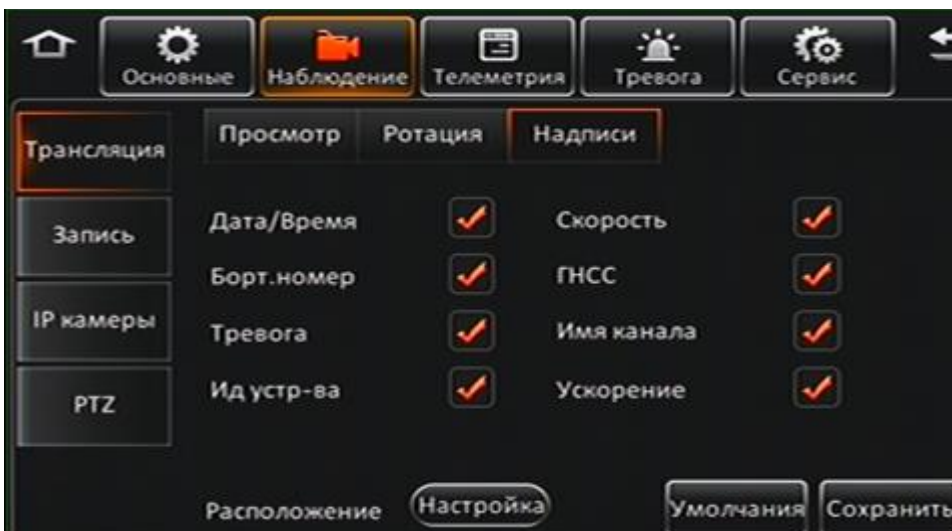 Основные Наблюдение Телеметрия Тревога Сервис
Трансляция Просмотр Ротация Надписи
Дата/Время Скорость
Запись
Борт.номер ГНСС
IP камеры
Тревога Имя канала
Ид устр-ва Ускорение
PTZ
Расположение Настройка Умолчания Сохранить